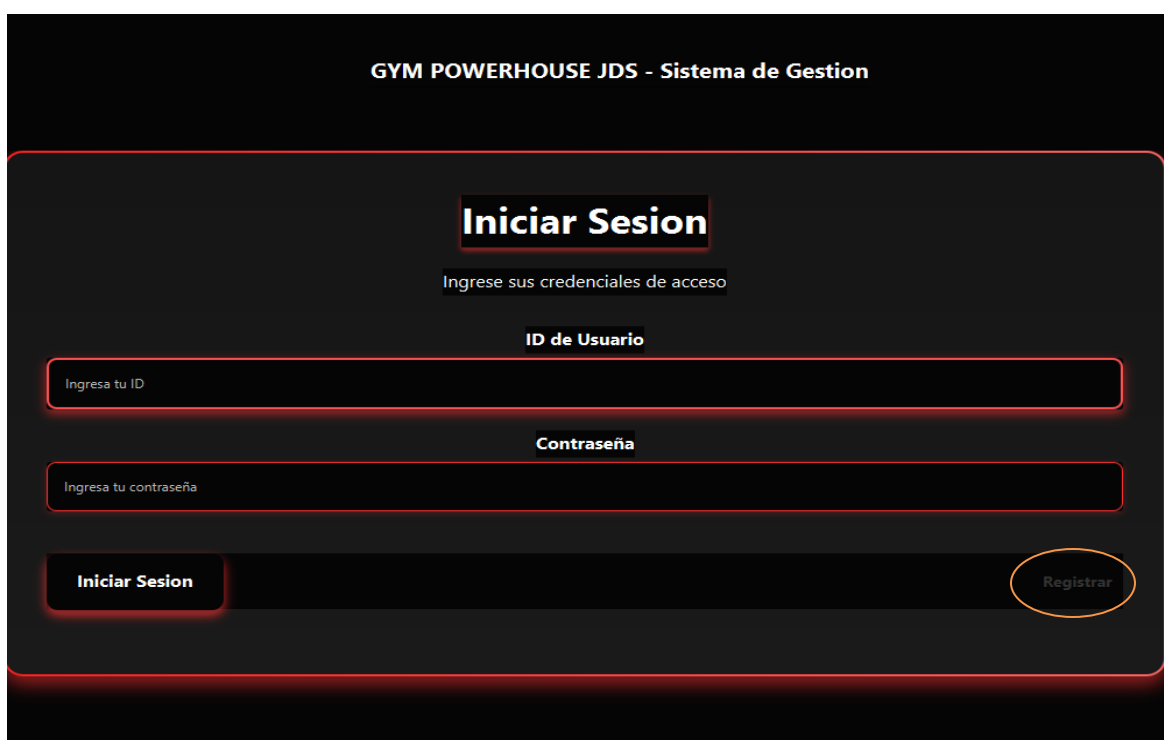 GYM POWERHOUSE JDS - Sistema de Gestion
Iniciar Sesion
Ingrese sus credenciales de acceso
ID de Usuario
Ingresa tu ID
Contraseña
Ingresa tu contraseña
Iniciar Sesion
Registrar